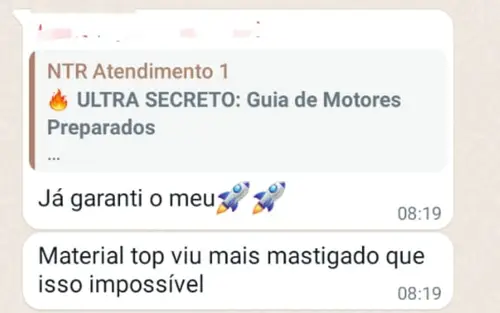 NTR Atendimento 1
🔥 ULTRA SECRETO: Guia de Motores
Preparados
...
Já garanti o meu🚀🚀
08:19
Material top viu mais mastigado que
isso impossível
08:19